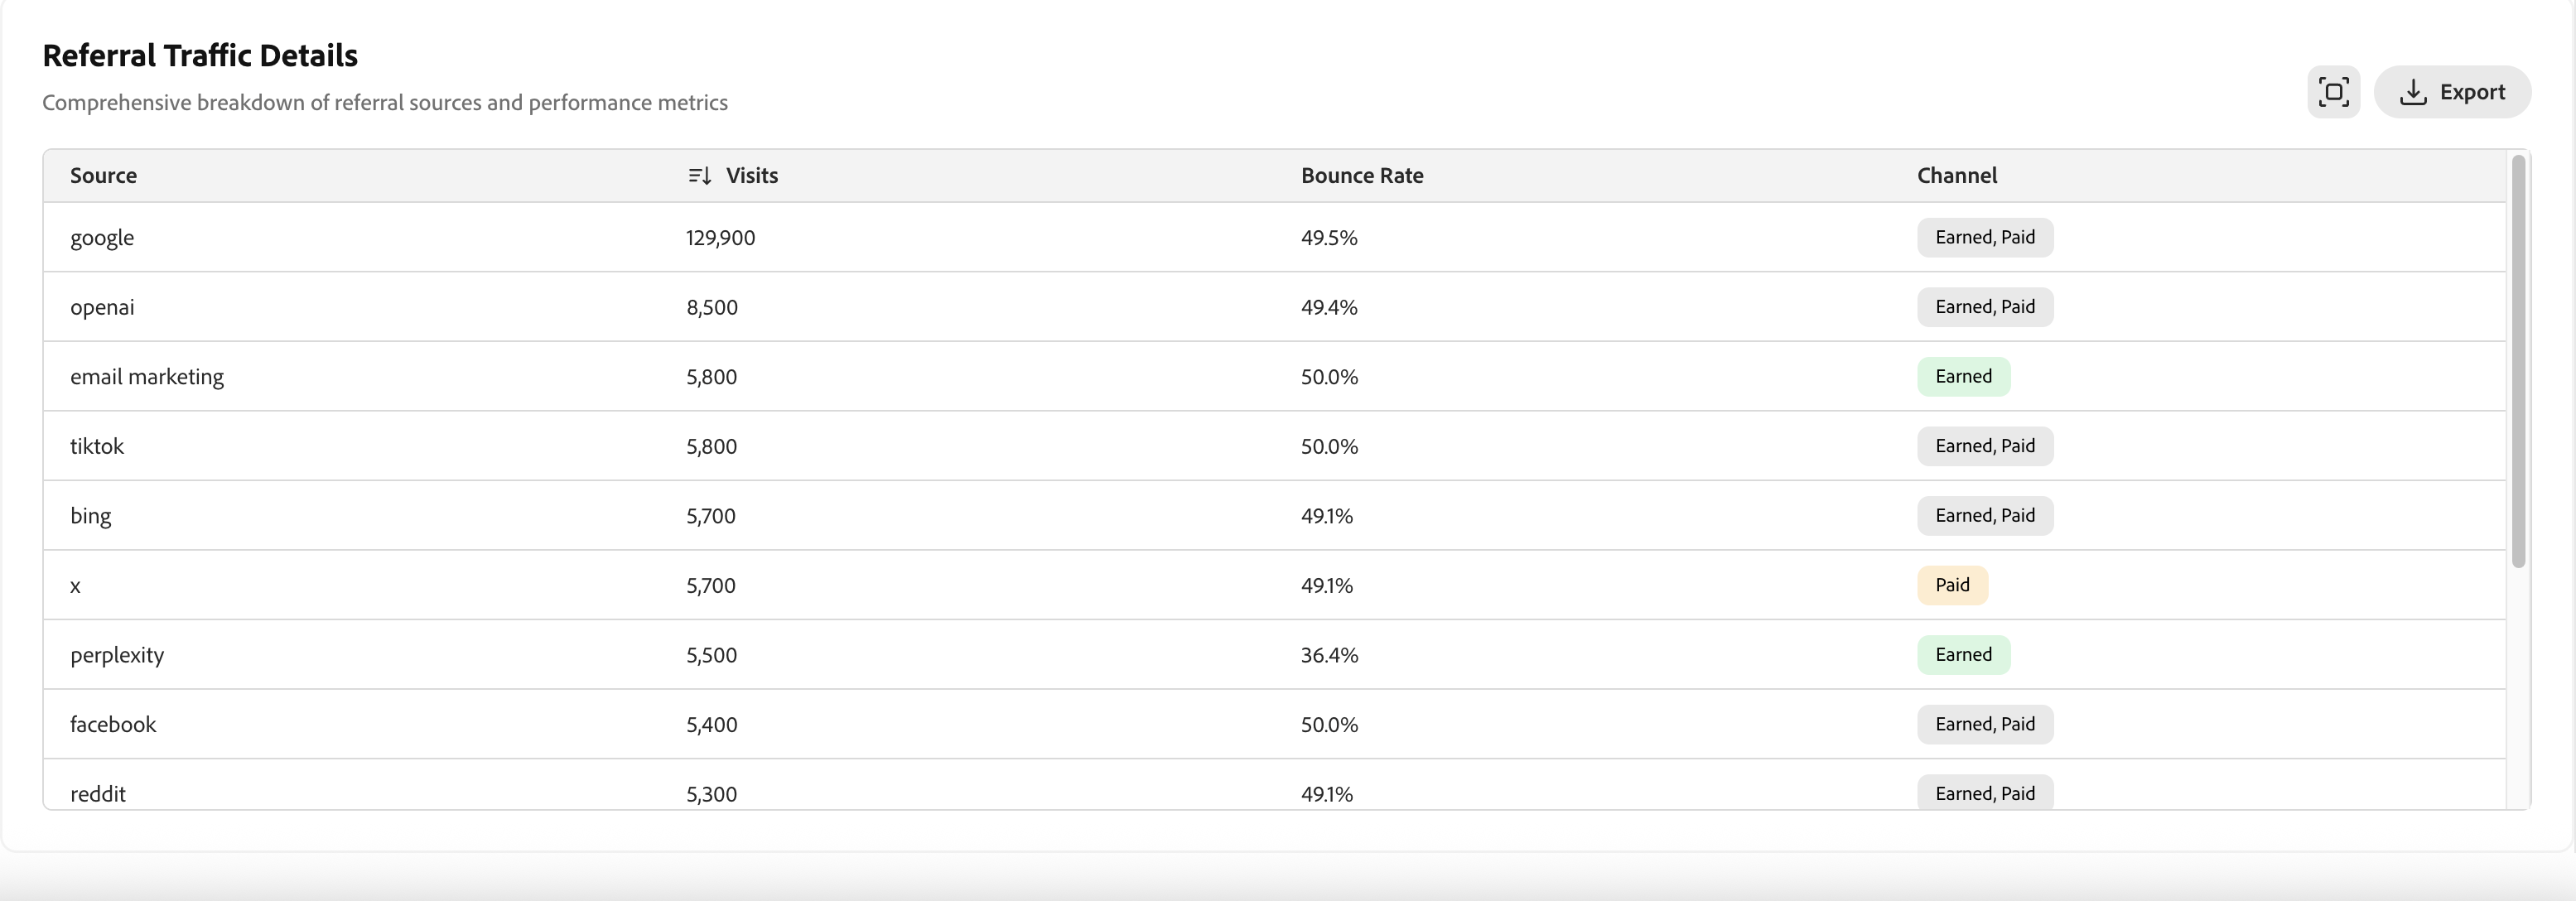 Referral Traffic Details
Comprehensive breakdown of referral sources and performance metrics
Export
Source Visits Bounce Rate Channel
google 129,900 49.5% Earned, Paid
openai 8,500 49.4% Earned, Paid
email marketing 5,800 50.0% Earned
tiktok 5,800 50.0% Earned, Paid
bing 5,700 49.1% Earned, Paid
x 5,700 49.1% Paid
perplexity 5,500 36.4% Earned
facebook 5,400 50.0% Earned, Paid
reddit 5,300 49.1% Earned, Paid